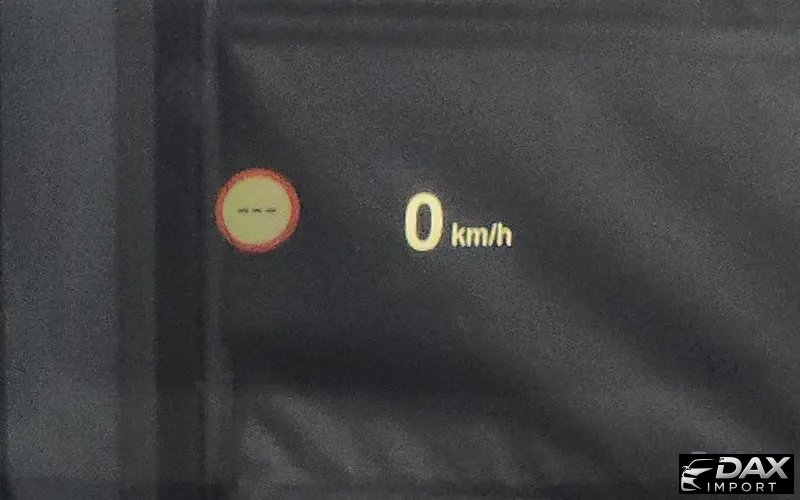 ---
0 km/h
DAX
IMPORT